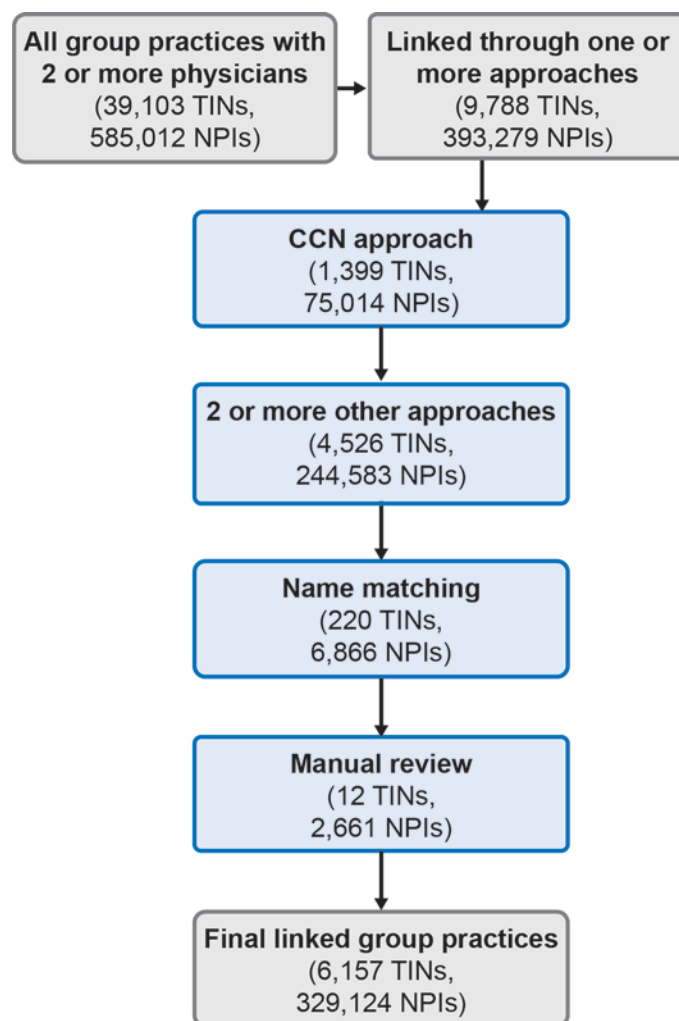 All group practices with
2 or more physicians
(39,103 TINs,
585,012 NPIs)
Linked through one or
more approaches
(9,788 TINs,
393,279 NPIs)
CCN approach
(1,399 TINs,
75,014 NPIs)
2 or more other approaches
(4,526 TINs,
244,583 NPIs)
Name matching
(220 TINs,
6,866 NPIs)
Manual review
(12 TINs,
2,661 NPIs)
Final linked group practices
(6,157 TINs,
329,124 NPIs)